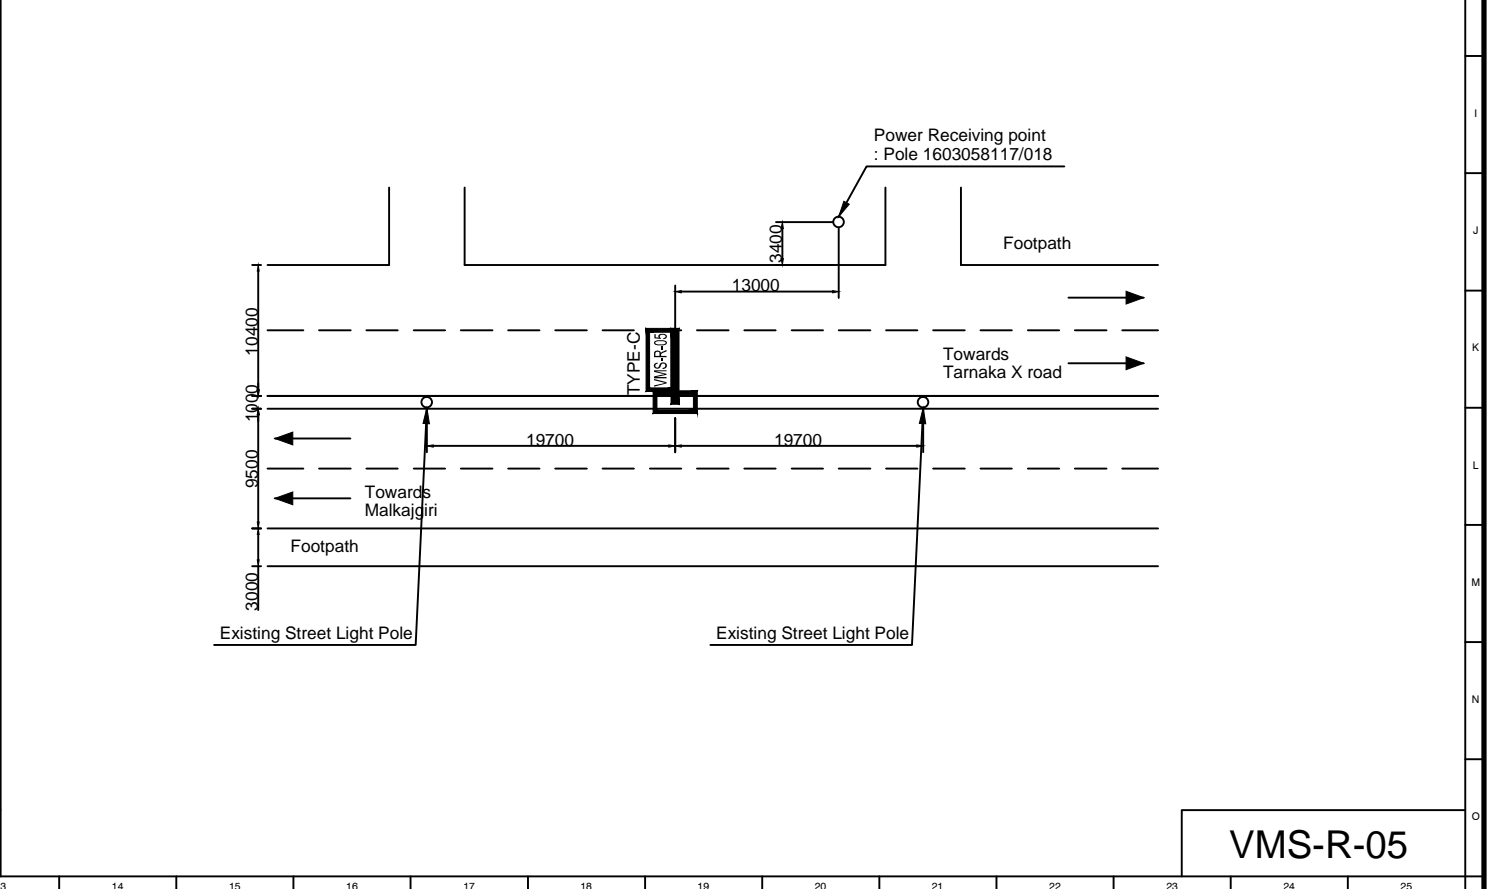 I
Power Receiving point
: Pole 1603058117/018
J
3400
Footpath
13000
10400
TYPE-C
VMS-R-05
K
Towards
Tarnaka X road
1000
19700
19700
9500
L
Towards
Malkajgiri
Footpath
3000
M
Existing Street Light Pole
Existing Street Light Pole
N
O
VMS-R-05
3
14
15
16
17
18
19
20
21
22
23
24
25